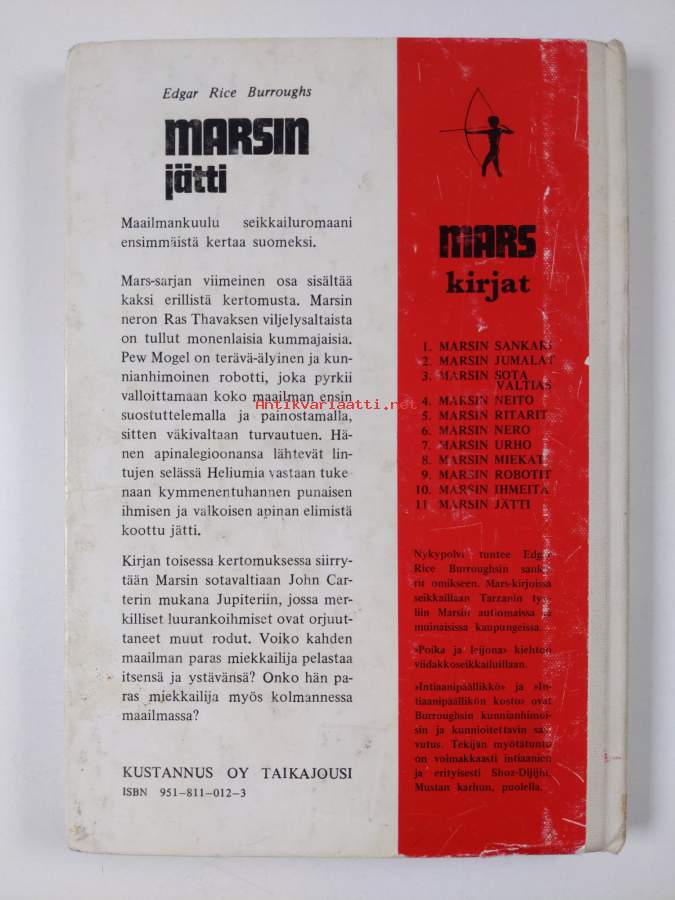 Edgar Rice Burroughs
MARSIN
jätti
Maailmankuulu seikkailuromaani
ensimmäistä kertaa suomeksi.
Mars-sarjan viimeinen osa sisältää
kaksi erillistä kertomusta. Marsin
neron Ras Thavaksen viljelysaltaista
on tullut monenlaisia kummajaisia.
Pew Mogel on terävä-älyinen ja kun-
nianhimoinen robotti, joka pyrkii
valloittamaan koko maailman ensin
suostuttelemalla ja painostamalla,
sitten väkivaltaan turvautuen. Hä-
nen apinalegioonansa lähtevät lin-
tujen selässä Heliumia vastaan tuke-
naan kymmenentuhannen punaisen
ihmisen ja valkoisen apinan elimistä
koottu jätti.
Kirjan toisessa kertomuksessa siirry-
tään Marsin sotavaltiaan John Car-
terin mukana Jupiteriin, jossa mer-
killiset luurankoihmiset ovat orjuut-
taneet muut rodut. Voiko kahden
maailman paras miekkailija pelastaa
itsensä ja ystävänsä? Onko hän pa-
ras miekkailija myös kolmannessa
maailmassa?
KUSTANNUS OY TAIKAJOUSI
ISBN 951–811–012–3
MARS
kirjat
1. MARSIN SANKARI
2. MARSIN JUMALAT
3. MARSIN SOTA
VALTIAS
4. MARSIN NEITO
5. MARSIN RITARIT
6. MARSIN NERO
7. MARSIN URHO
8. MARSIN MIEKAT
9. MARSIN ROBOTIT
10. MARSIN IHMEITÄ
11 MARSIN JÄTTI
Nykypolvi tuntee Edgar
Rice Burroughsin sanka-
rit omikseen. Mars-kirjoissa
seikkaillaan Tarzanin tyy-
liin Marsin autiomaissa ja
muinaisissa kaupungeissa.
»Poika ja leijona» kiehtoo
viidakkoseikkailuillaan.
»Intiaanipäällikkö» ja »In-
tiaanipäällikön kosto» ovat
Burroughsin kunnianhimoi-
sin ja kunnioitettavin saa-
vutus. Tekijän myötätunto
on voimakkaasti intiaanien
ja erityisesti Shoz-Dijijin,
Mustan karhun, puolella.
Antikvariaatti.net